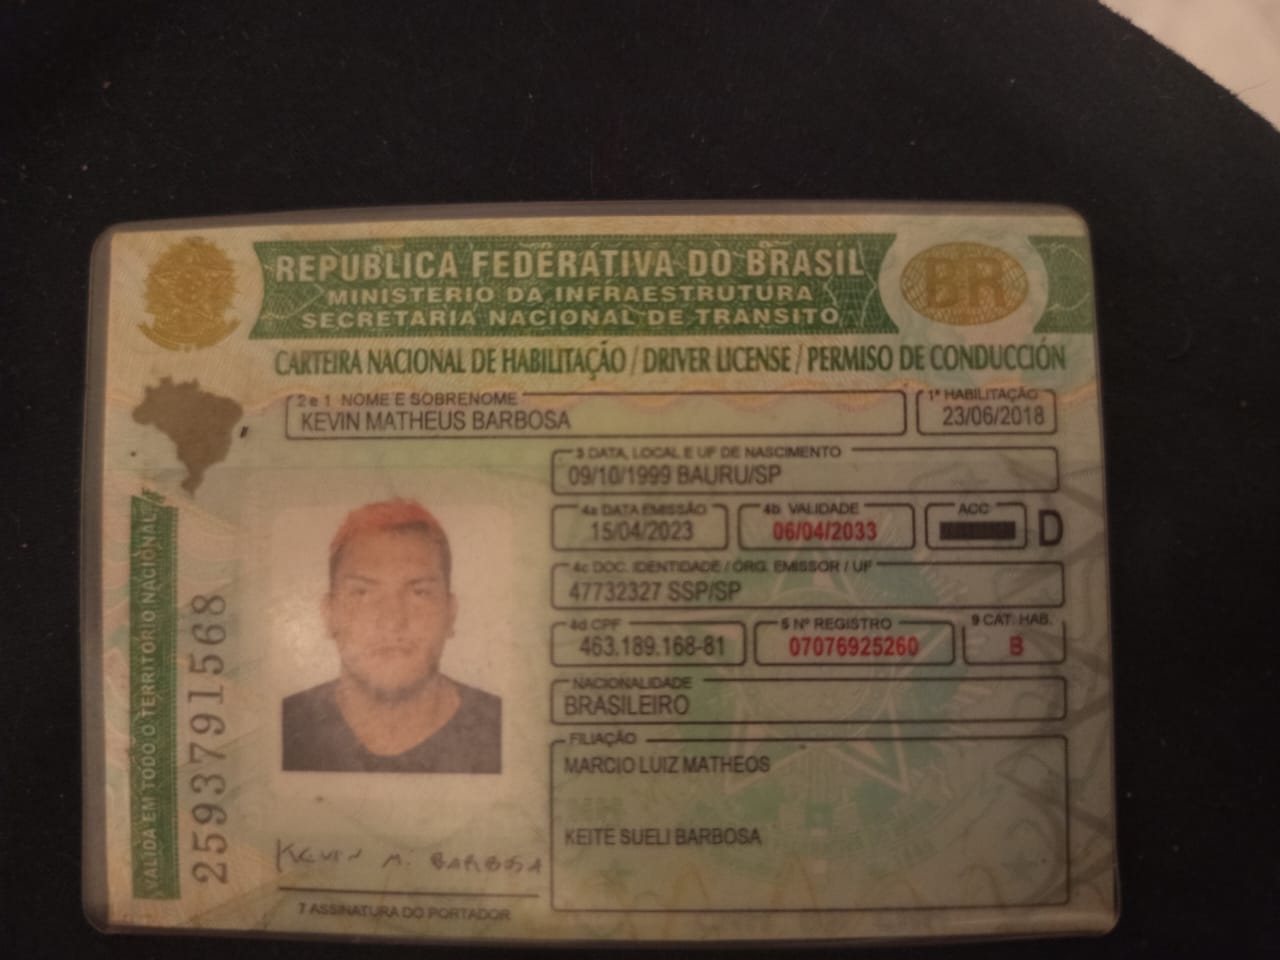 REPÚBLICA FEDERATIVA DO BRASIL
MINISTÉRIO DA INFRAESTRUTURA
SECRETARIA NACIONAL DE TRÂNSITO
BR
CARTEIRA NACIONAL DE HABILITAÇÃO / DRIVER LICENSE / PERMISO DE CONDUCCIÓN
2 e 1 NOME E SOBRENOME
KEVIN MATHEUS BARBOSA
1ª HABILITAÇÃO
23/06/2018
3 DATA, LOCAL E UF DE NASCIMENTO
09/10/1999 BAURU/SP
4a DATA EMISSÃO
15/04/2023
4b VALIDADE
06/04/2033
ACC
D
4c DOC. IDENTIDADE / ÓRG. EMISSOR / UF
47732327 SSP/SP
4d CPF
463.189.168-81
5 Nº REGISTRO
07076925260
9 CAT. HAB.
B
NACIONALIDADE
BRASILEIRO
FILIAÇÃO
MARCIO LUIZ MATHEOS
KEITE SUELI BARBOSA
KEVIN M. BARBOSA
7 ASSINATURA DO PORTADOR
VÁLIDA EM TODO O TERRITÓRIO NACIONAL
2593791568